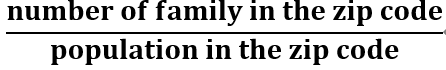 number of family in the zip code
population in the zip code